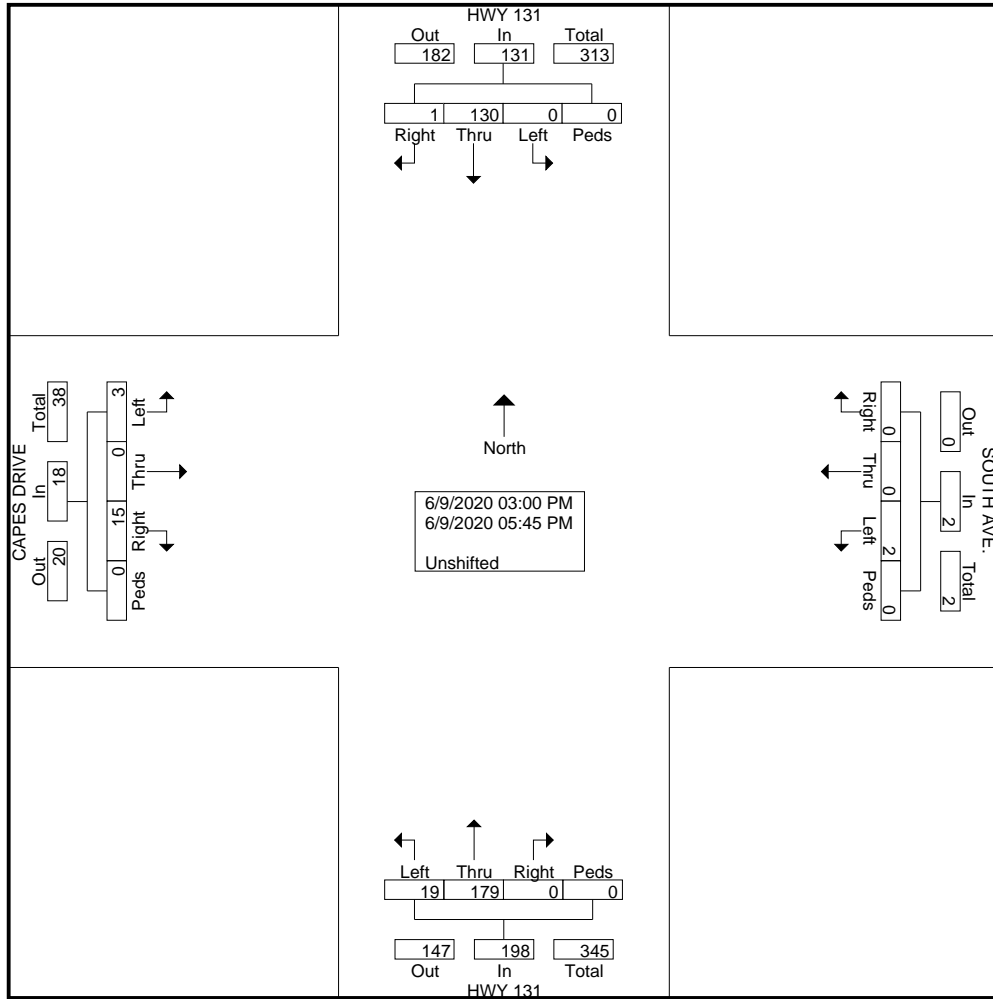 HWY 131
Out In Total
182 131 313
1 130 0 0
Right Thru Left Peds
CAPES DRIVE
Total In Out
38 18 20
3 0 15 0
Left Thru Right Peds
North
6/9/2020 03:00 PM
6/9/2020 05:45 PM
Unshifted
Right Thru Left Peds
0 0 2 0
Out In Total
0 2 2
SOUTH AVE.
Left Thru Right Peds
19 179 0 0
147 198 345
Out In Total
HWY 131